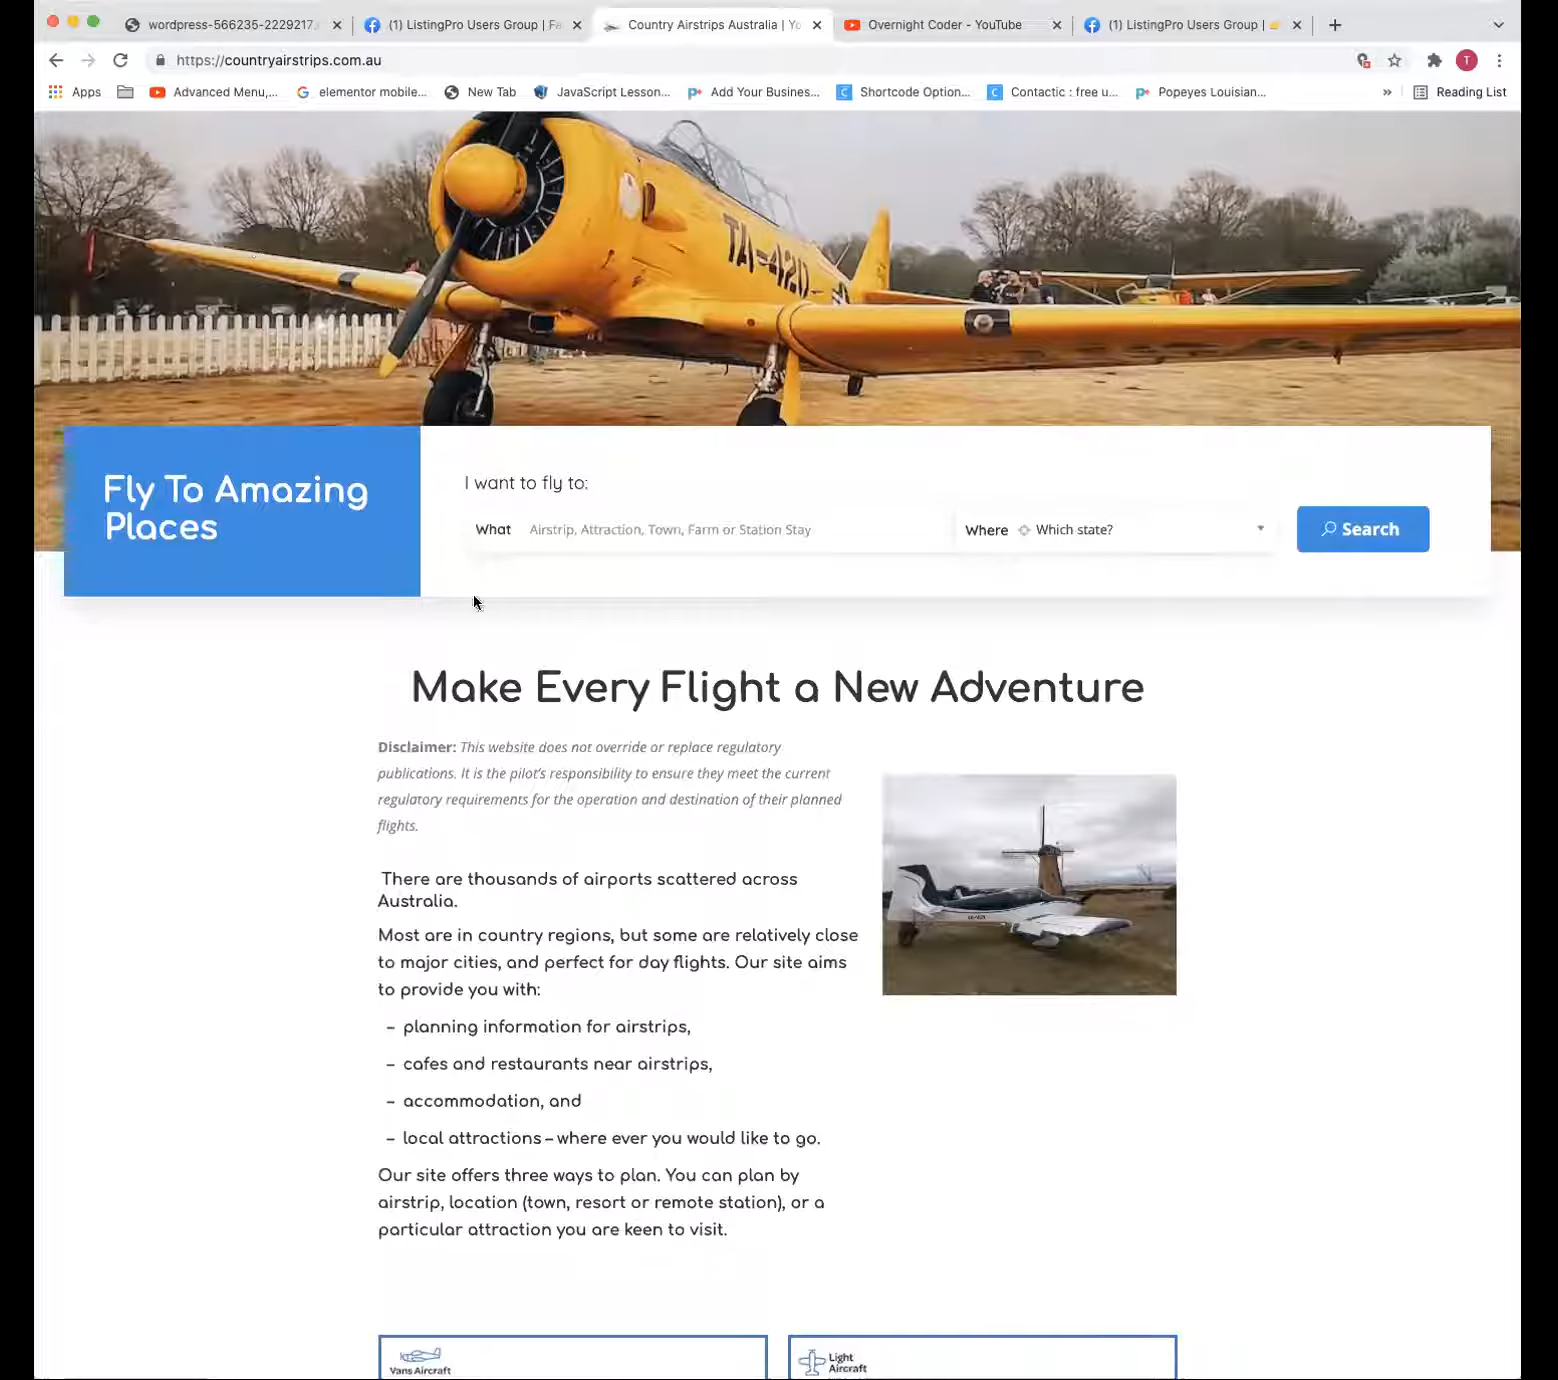 wordpress-566235-2229217.
(1) ListingPro Users Group | Fa
Country Airstrips Australia | Yo
Overnight Coder - YouTube
(1) ListingPro Users Group |
https://countryairstrips.com.au
T
Apps
Advanced Menu,...
elementor mobile...
New Tab
JavaScript Lesson...
Add Your Busines...
Shortcode Option...
Contactic : free u...
Popeyes Louisian...
»
Reading List
TA-420
Fly To Amazing
Places
I want to fly to:
What Airstrip, Attraction, Town, Farm or Station Stay
Where Which state?
Search
Make Every Flight a New Adventure
Disclaimer: This website does not override or replace regulatory
publications. It is the pilot's responsibility to ensure they meet the current
regulatory requirements for the operation and destination of their planned
flights.
There are thousands of airports scattered across
Australia.
Most are in country regions, but some are relatively close
to major cities, and perfect for day flights. Our site aims
to provide you with:
– planning information for airstrips,
– cafes and restaurants near airstrips,
– accommodation, and
– local attractions – where ever you would like to go.
Our site offers three ways to plan. You can plan by
airstrip, location (town, resort or remote station), or a
particular attraction you are keen to visit.
Vans Aircraft
Light
Aircraft